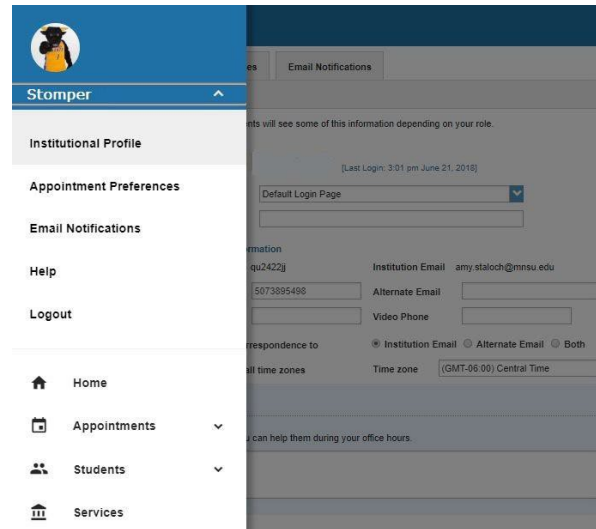 Stomper
Institutional Profile
Appointment Preferences
Email Notifications
Help
Logout
Home
Appointments
Students
Services
es Email Notifications
nts will see some of this information depending on your role.
[Last Login: 3:01 pm June 21, 2018]
Default Login Page
rmation
qu2422jj Institution Email amy.staloch@mnsu.edu
5073895498 Alternate Email
Video Phone
rrespondence to Institution Email Alternate Email Both
ail time zones Time zone (GMT-06:00) Central Time
u can help them during your office hours.